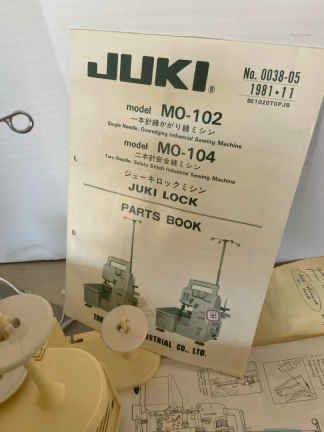 JUKI®
No. 0038-05
1981・11
model MO-102
一本針縁かがり縫ミシン
Single Needle, Overedging Industrial Sewing Machine
model MO-104
二本針安全縫ミシン
Two Needle, Safety Stitch Industrial Sewing Machine
ジューキロックミシン
JUKI LOCK
PARTS BOOK
INDUSTRIAL CO., LTD.